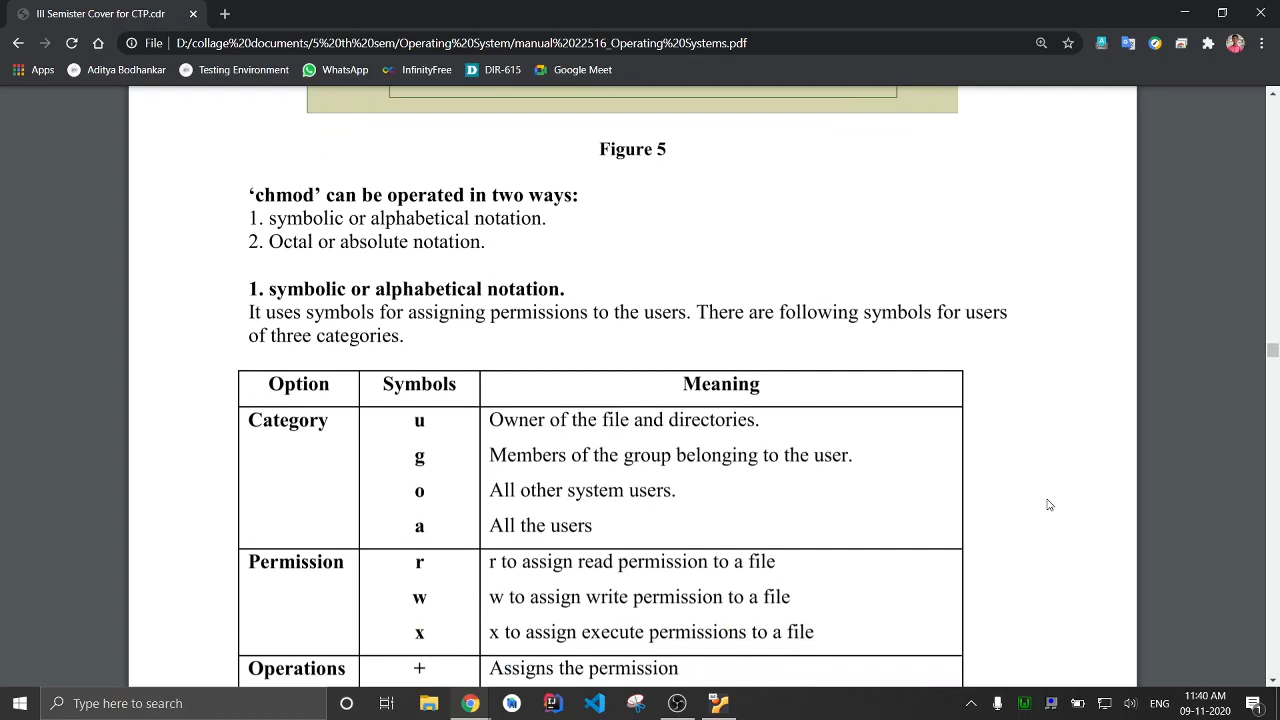 III Semister Cover for CTP.cdr
File
D:/collage%20documents/5%20th%20sem/Operating%20System/manual%2022516_Operating%20Systems.pdf
Apps
Aditya Bodhankar
Testing Environment
WhatsApp
InfinityFree
DIR-615
Google Meet
Figure 5
‘chmod’ can be operated in two ways:
1. symbolic or alphabetical notation.
2. Octal or absolute notation.
1. symbolic or alphabetical notation.
It uses symbols for assigning permissions to the users. There are following symbols for users
of three categories.
Option Symbols Meaning
Category u Owner of the file and directories.
g Members of the group belonging to the user.
o All other system users.
a All the users
Permission r r to assign read permission to a file
w w to assign write permission to a file
x x to assign execute permissions to a file
Operations + Assigns the permission
Type here to search
ENG
11:40 AM
09-11-2020